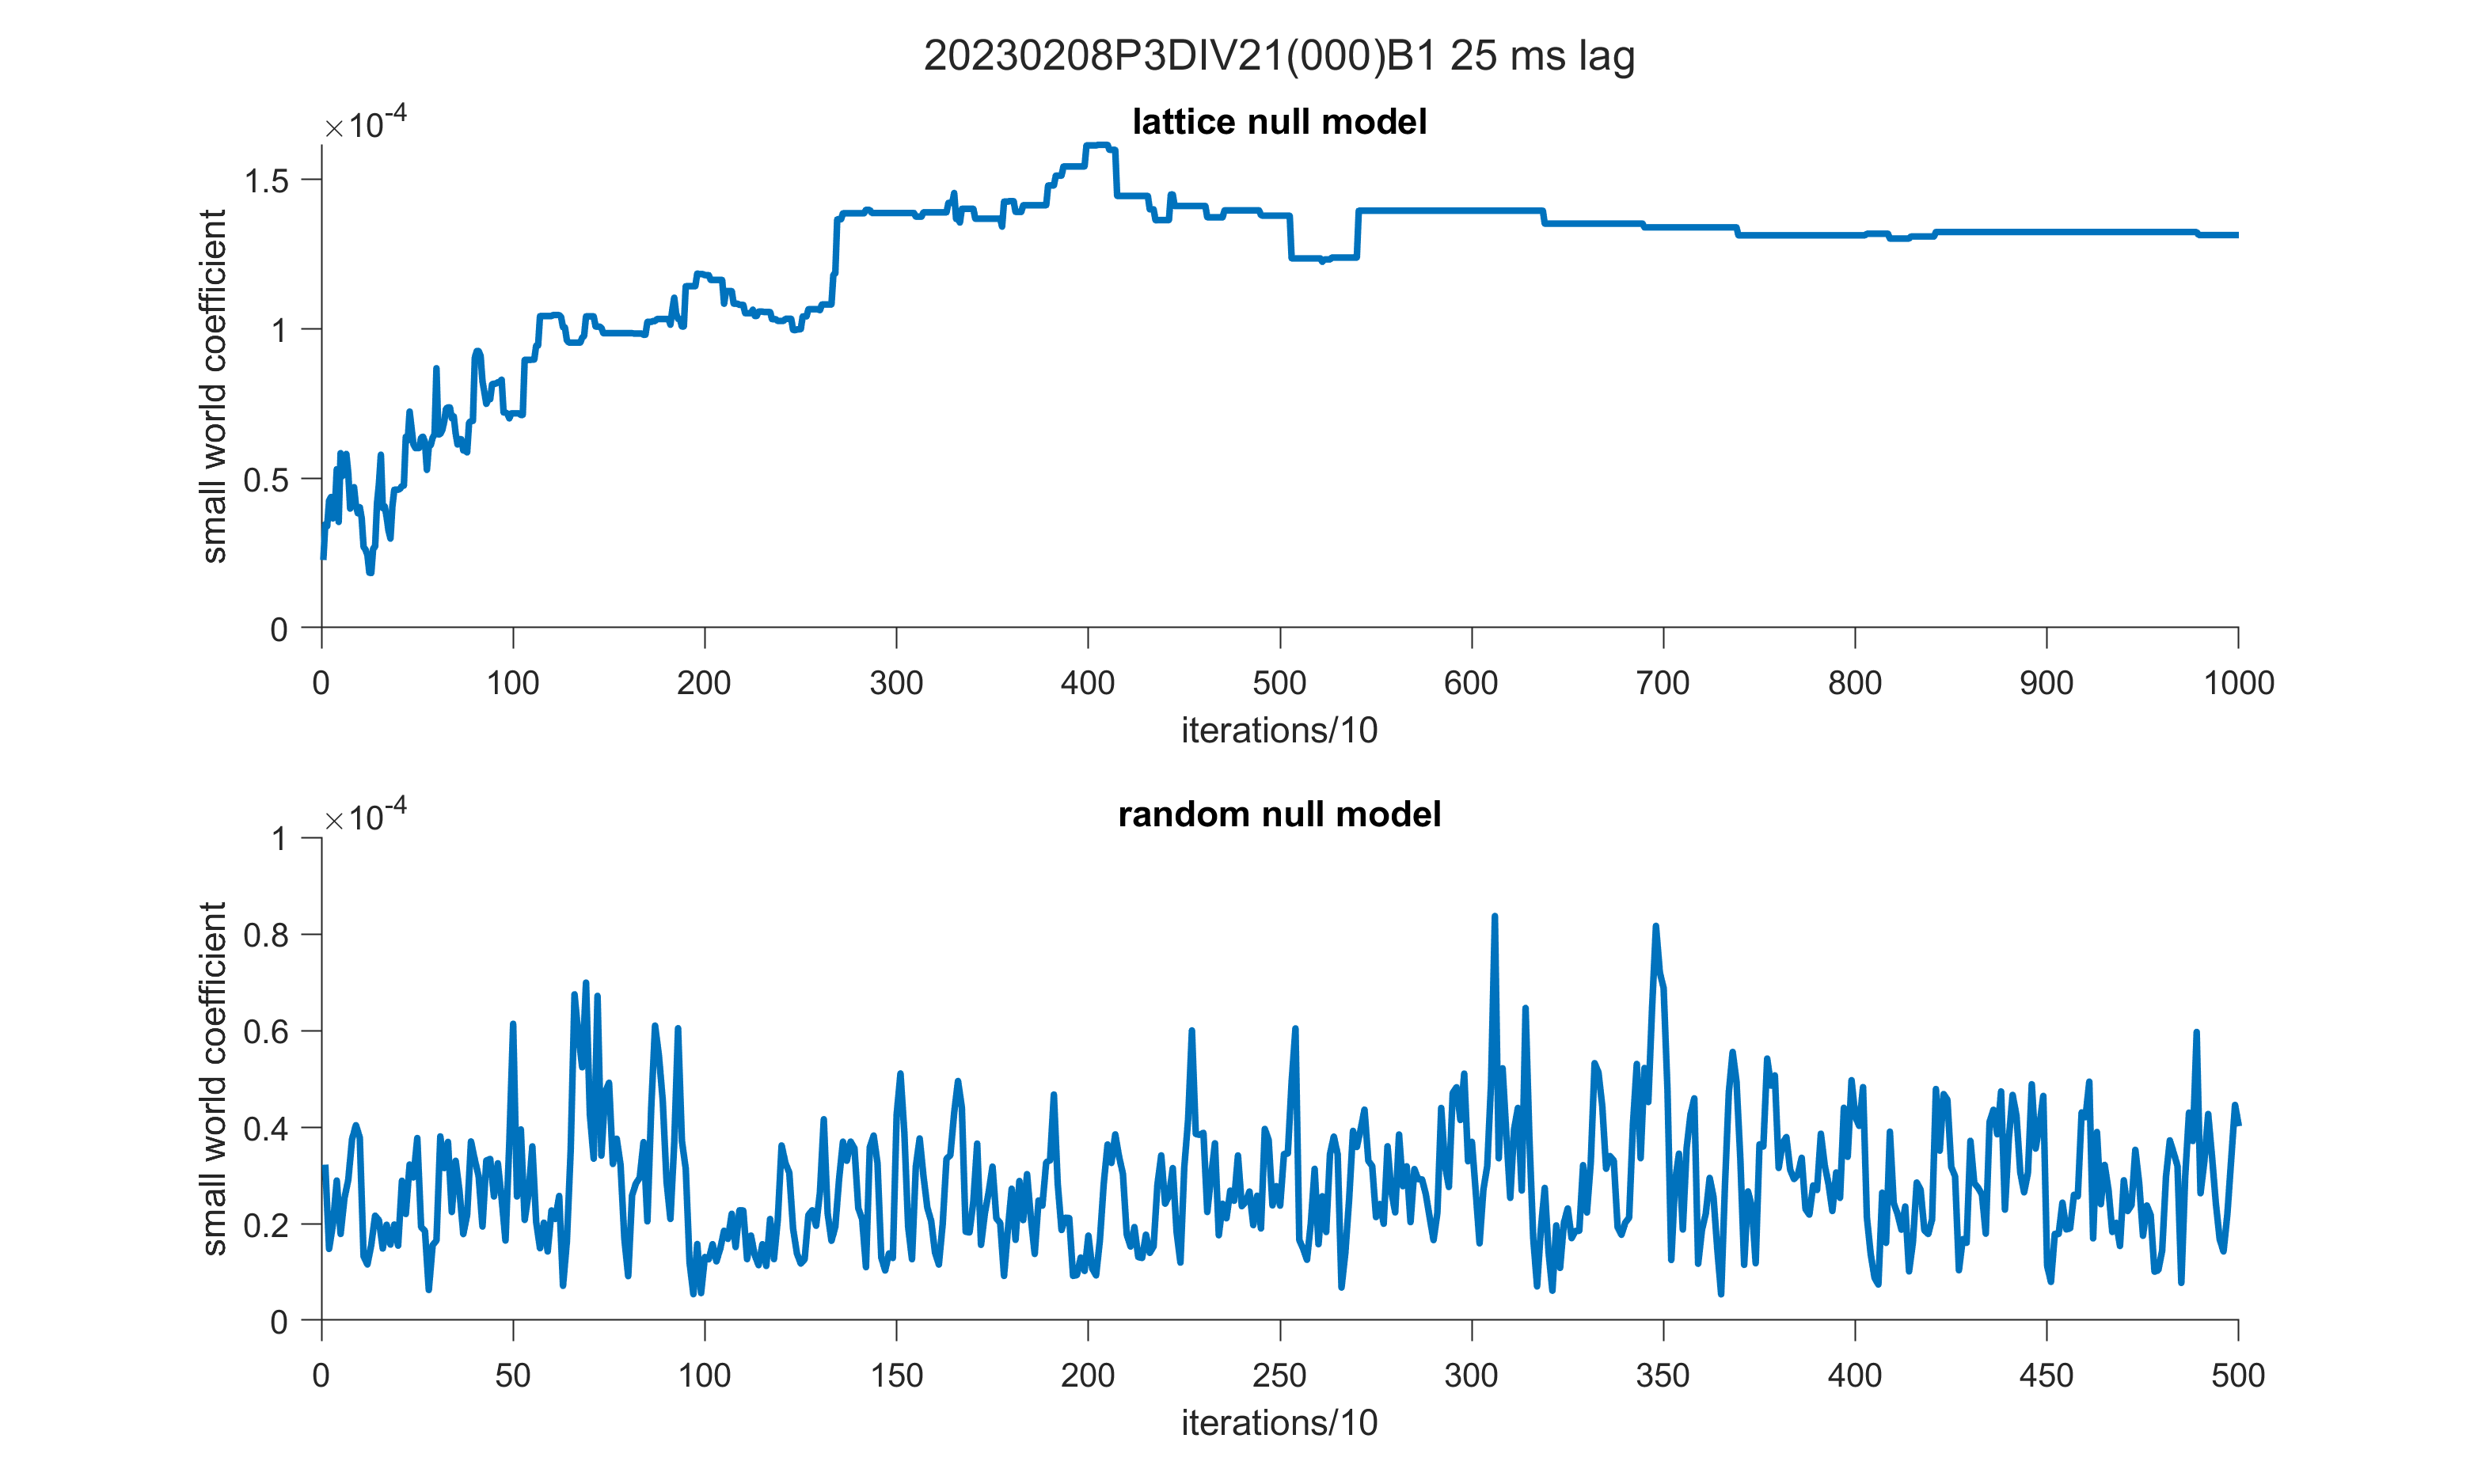 20230208P3DIV21(000)B1 25 ms lag
lattice null model
×10-4
1.5
1
0.5
0
small world coefficient
0 100 200 300 400 500 600 700 800 900 1000
iterations/10
random null model
×10-4
1
0.8
0.6
0.4
0.2
0
small world coefficient
0 50 100 150 200 250 300 350 400 450 500
iterations/10